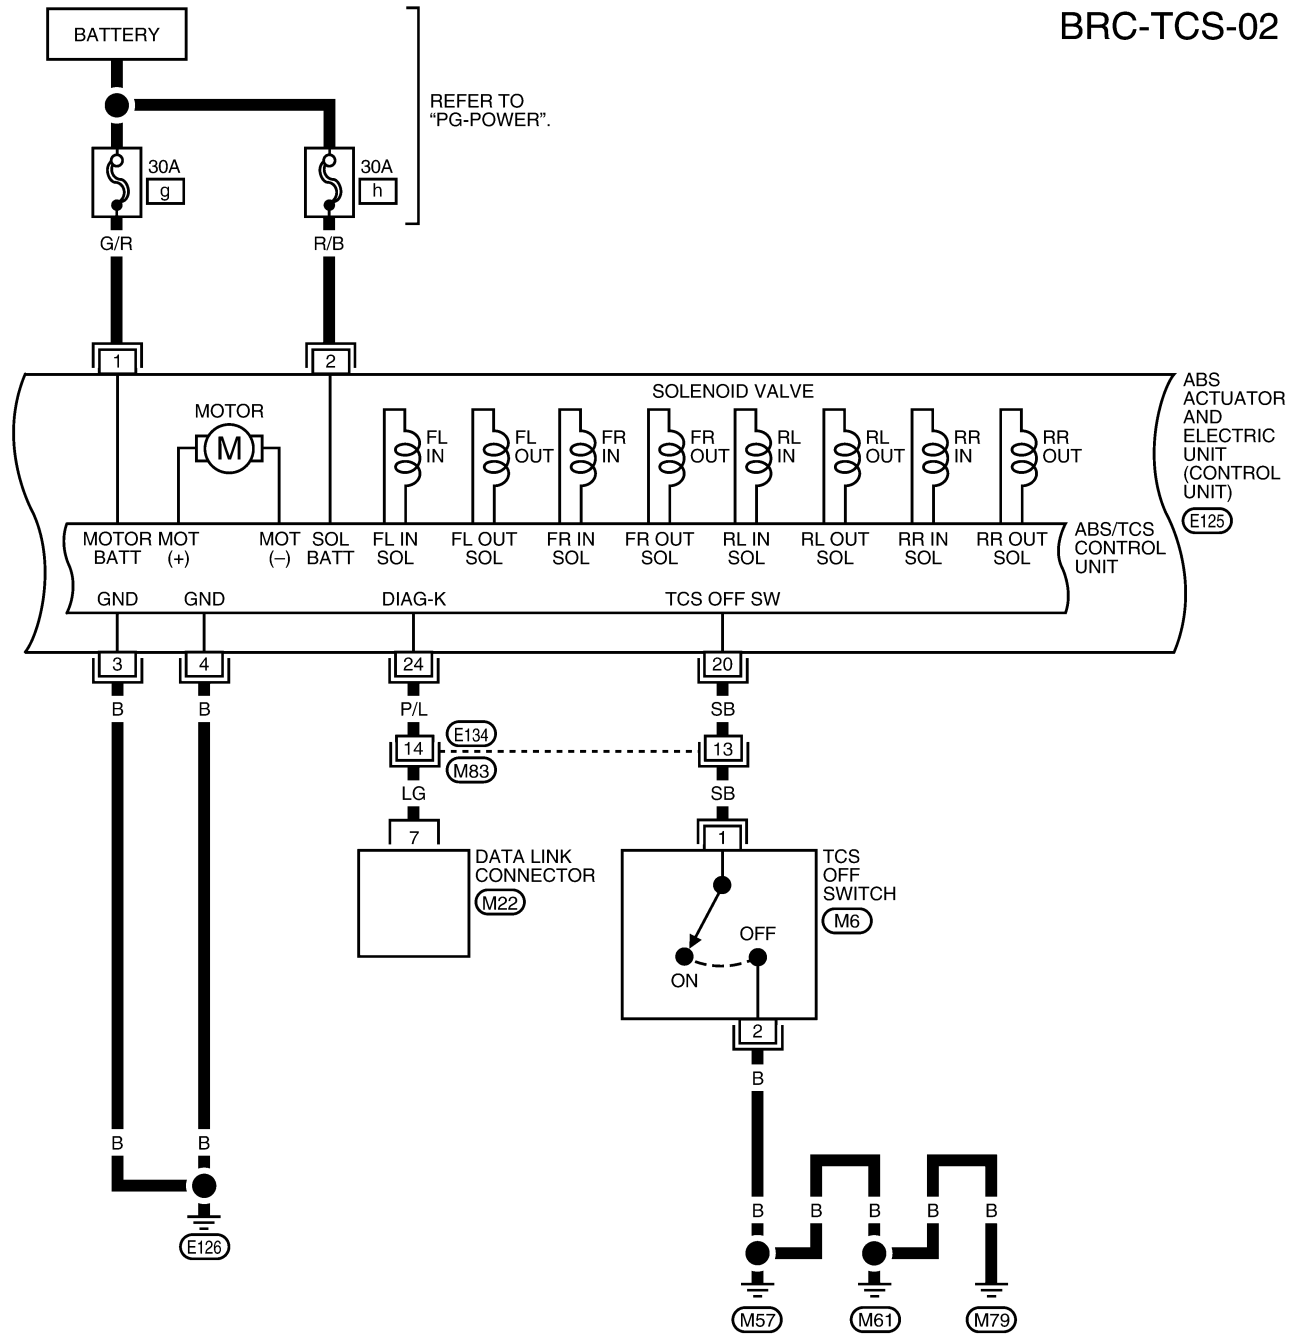 BRC-TCS-02
BATTERY
REFER TO
“PG-POWER”.
30A
g
30A
h
G/R
R/B
1
2
SOLENOID VALVE
ABS
ACTUATOR
AND
ELECTRIC
UNIT
(CONTROL
UNIT)
E125
MOTOR
M
FL
IN
FL
OUT
FR
IN
FR
OUT
RL
IN
RL
OUT
RR
IN
RR
OUT
MOTOR
BATT
MOT
(+)
MOT
(–)
SOL
BATT
FL IN
SOL
FL OUT
SOL
FR IN
SOL
FR OUT
SOL
RL IN
SOL
RL OUT
SOL
RR IN
SOL
RR OUT
SOL
ABS/TCS
CONTROL
UNIT
GND
GND
DIAG-K
TCS OFF SW
3
4
24
20
B
B
P/L
SB
14
E134
M83
13
LG
SB
7
DATA LINK
CONNECTOR
M22
1
TCS
OFF
SWITCH
M6
OFF
ON
2
B
B
B
E126
B
B
B
B
B
M57
M61
M79